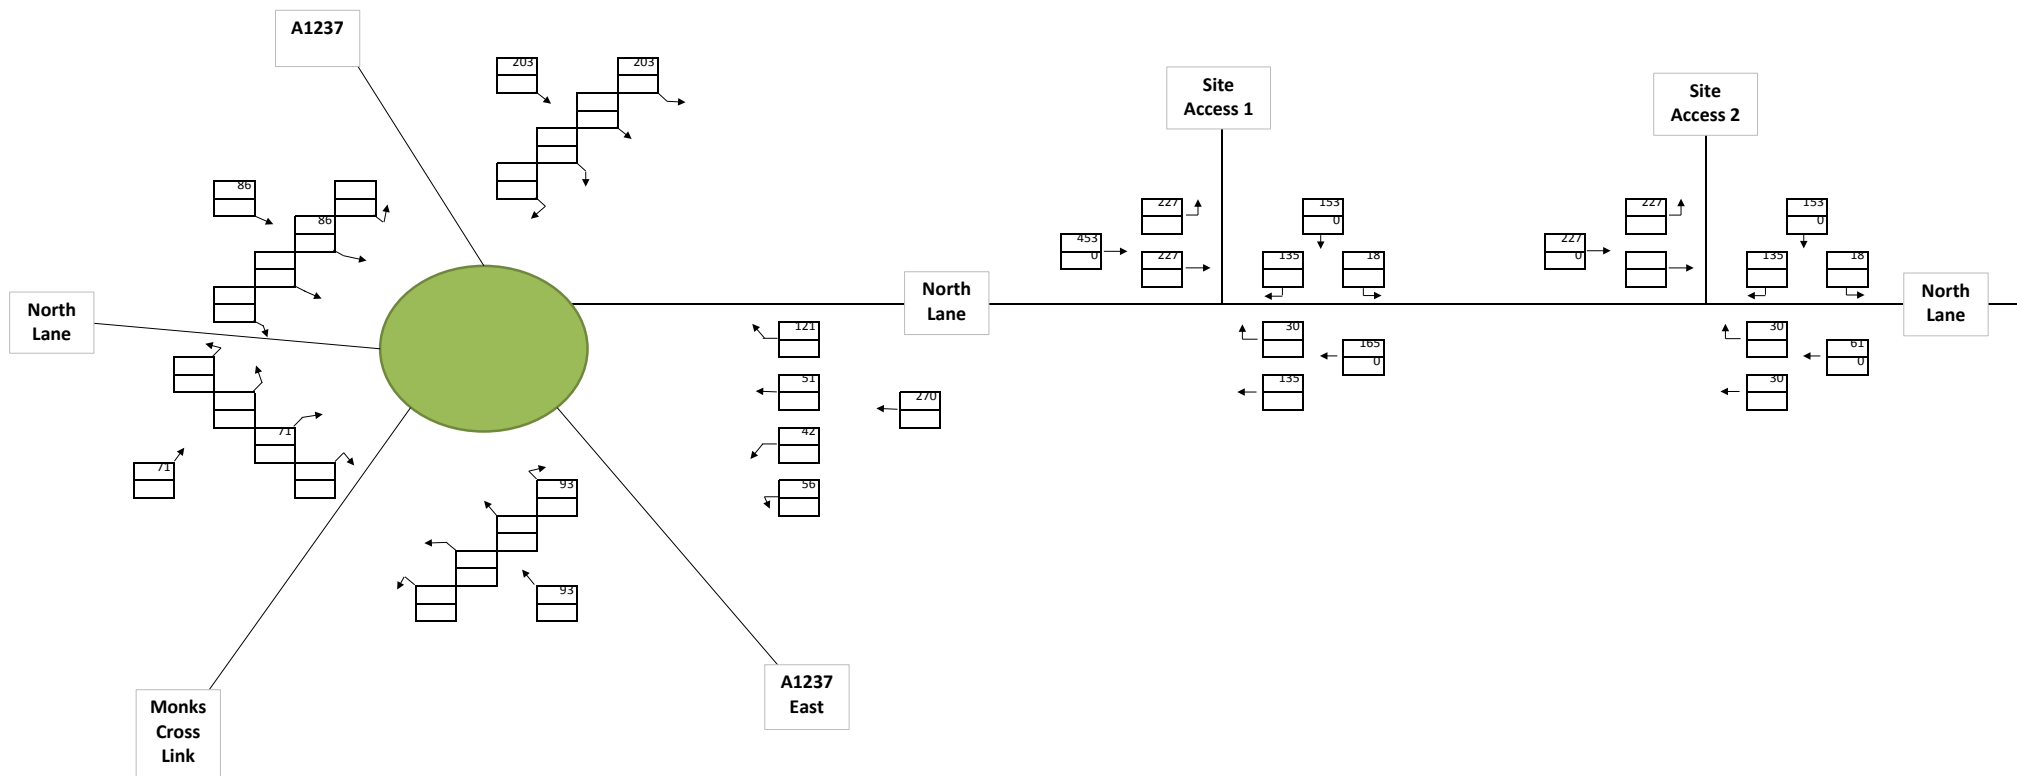 A1237
203
203
Site
Access 1
Site
Access 2
86
86
227
153
0
453
0
227
135
18
227
153
0
227
0
135
18
North
Lane
North
Lane
North
Lane
121
30
165
0
30
61
0
51
135
30
270
71
71
42
93
56
93
A1237
East
Monks
Cross
Link